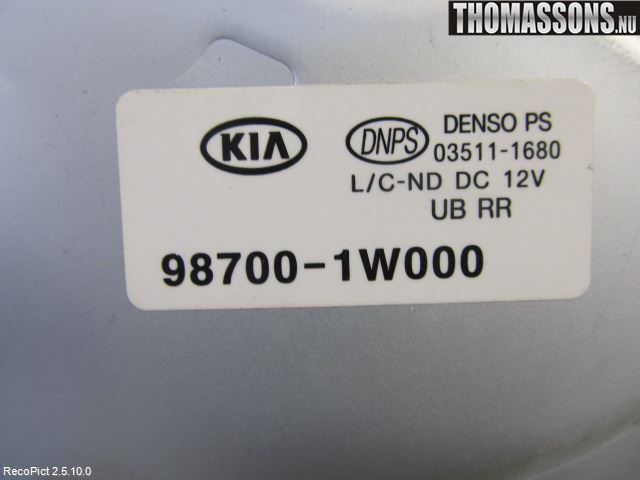 THOMASSONS.NU
KIA
DNPS
DENSO PS
03511-1680
L/C-ND DC 12V
UB RR
98700-1W000
RecoPict 2.5.10.0